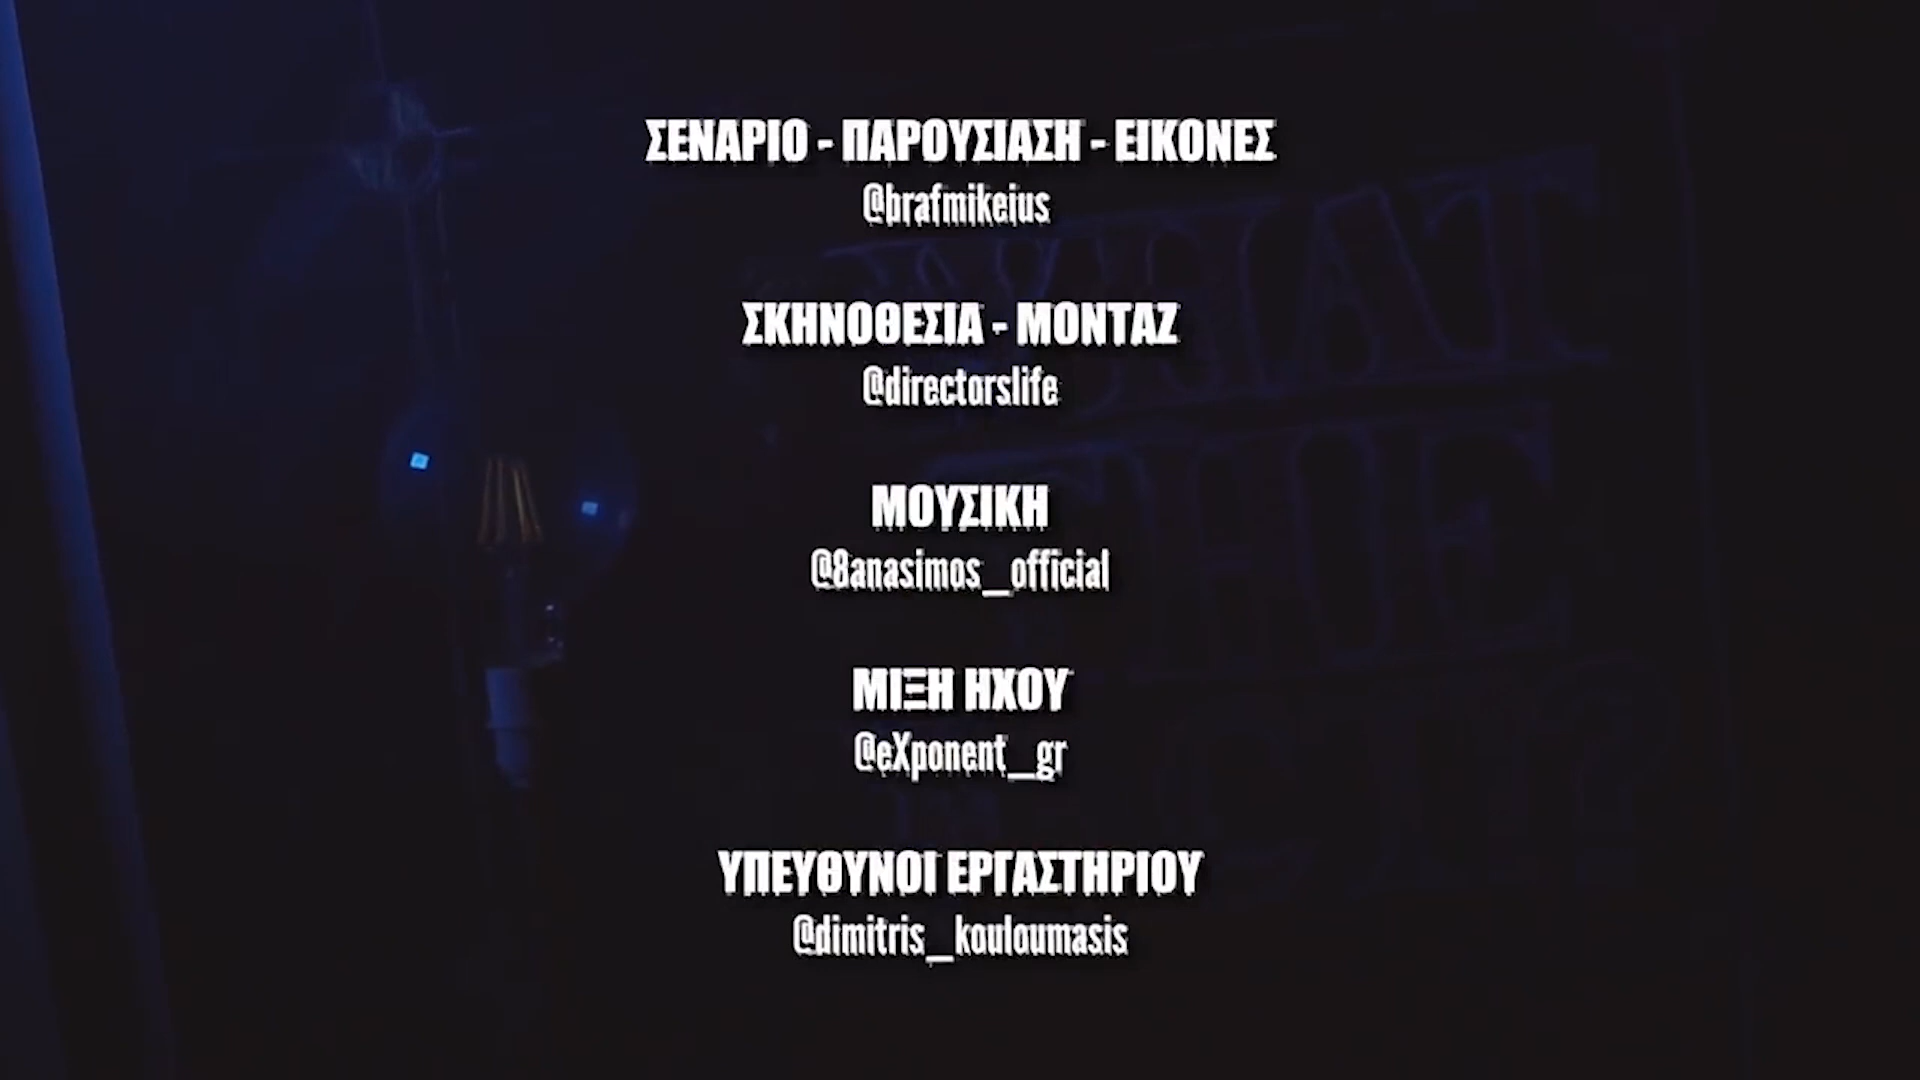 ΣΕΝΑΡΙΟ - ΠΑΡΟΥΣΙΑΣΗ - ΕΙΚΟΝΕΣ
@brafmikeius
ΣΚΗΝΟΘΕΣΙΑ - ΜΟΝΤΑΖ
@directorslife
ΜΟΥΣΙΚΗ
@8anasimos_official
ΜΙΞΗ ΗΧΟΥ
@eXponent_gr
ΥΠΕΥΘΥΝΟΙ ΕΡΓΑΣΤΗΡΙΟΥ
@dimitris_kouloumasis